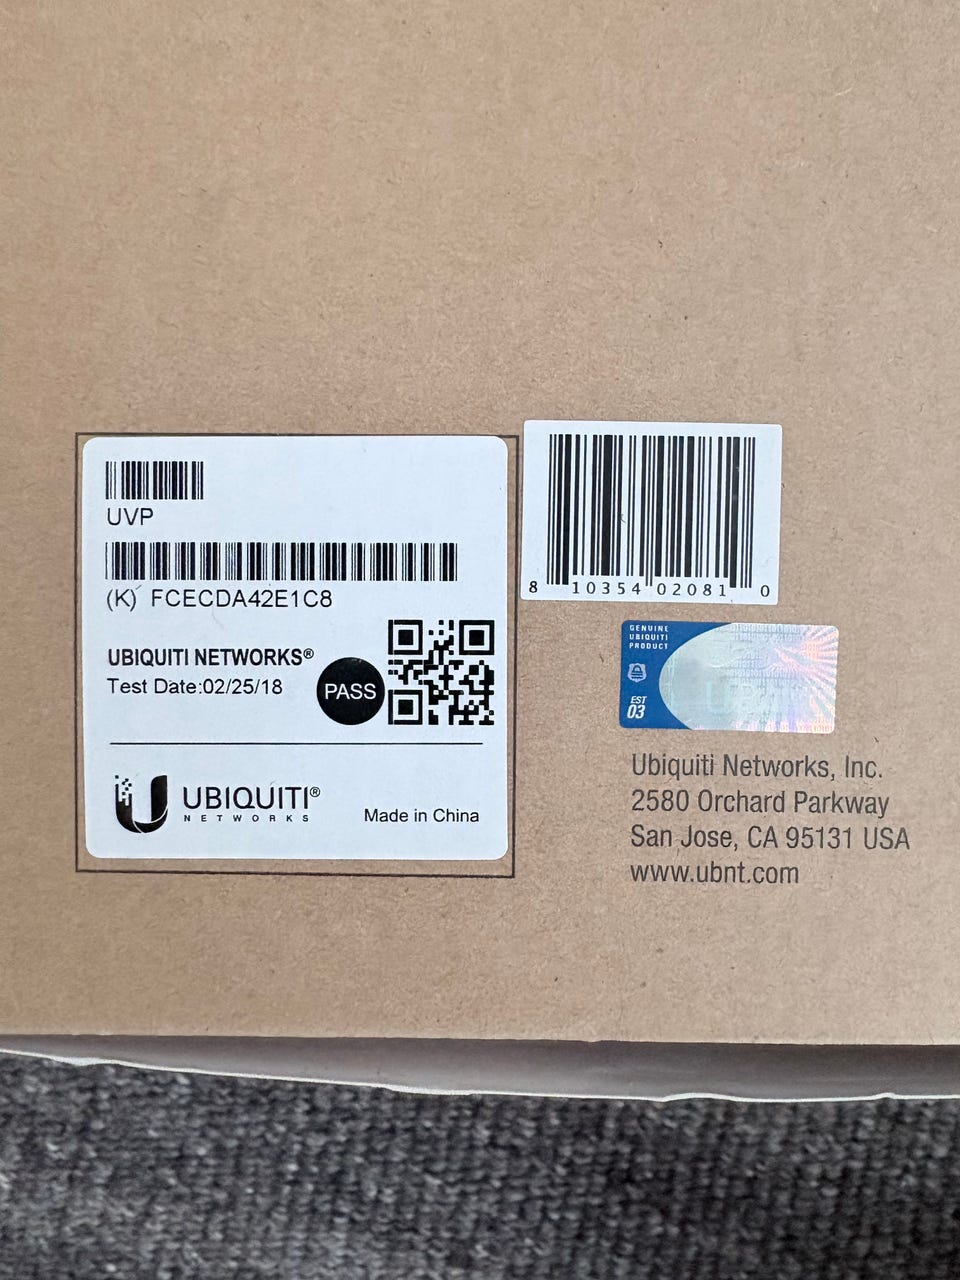 UVP
(K) FCECDA42E1C8
UBIQUITI NETWORKS®
Test Date:02/25/18
PASS
UBIQUITI®
NETWORKS
Made in China
8 10354 02081 0
GENUINE
UBIQUITI
PRODUCT
EST
03
Ubiquiti Networks, Inc.
2580 Orchard Parkway
San Jose, CA 95131 USA
www.ubnt.com